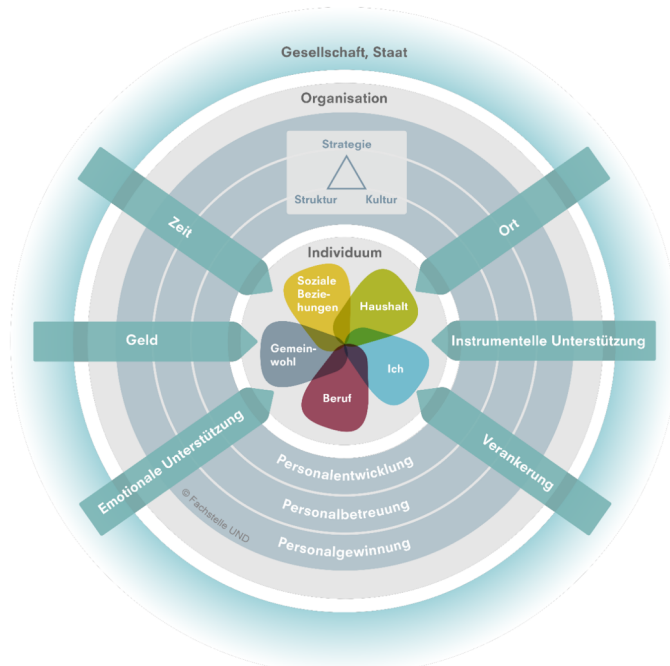 Gesellschaft, Staat
Organisation
Strategie
Struktur
Kultur
Zeit
Ort
Individuum
Soziale
Bezie-
hungen
Haushalt
Geld
Gemein-
wohl
Ich
Instrumentelle Unterstützung
Beruf
Emotionale Unterstützung
Verankerung
Personalentwicklung
Personalbetreuung
Personalgewinnung
© Fachstelle UND